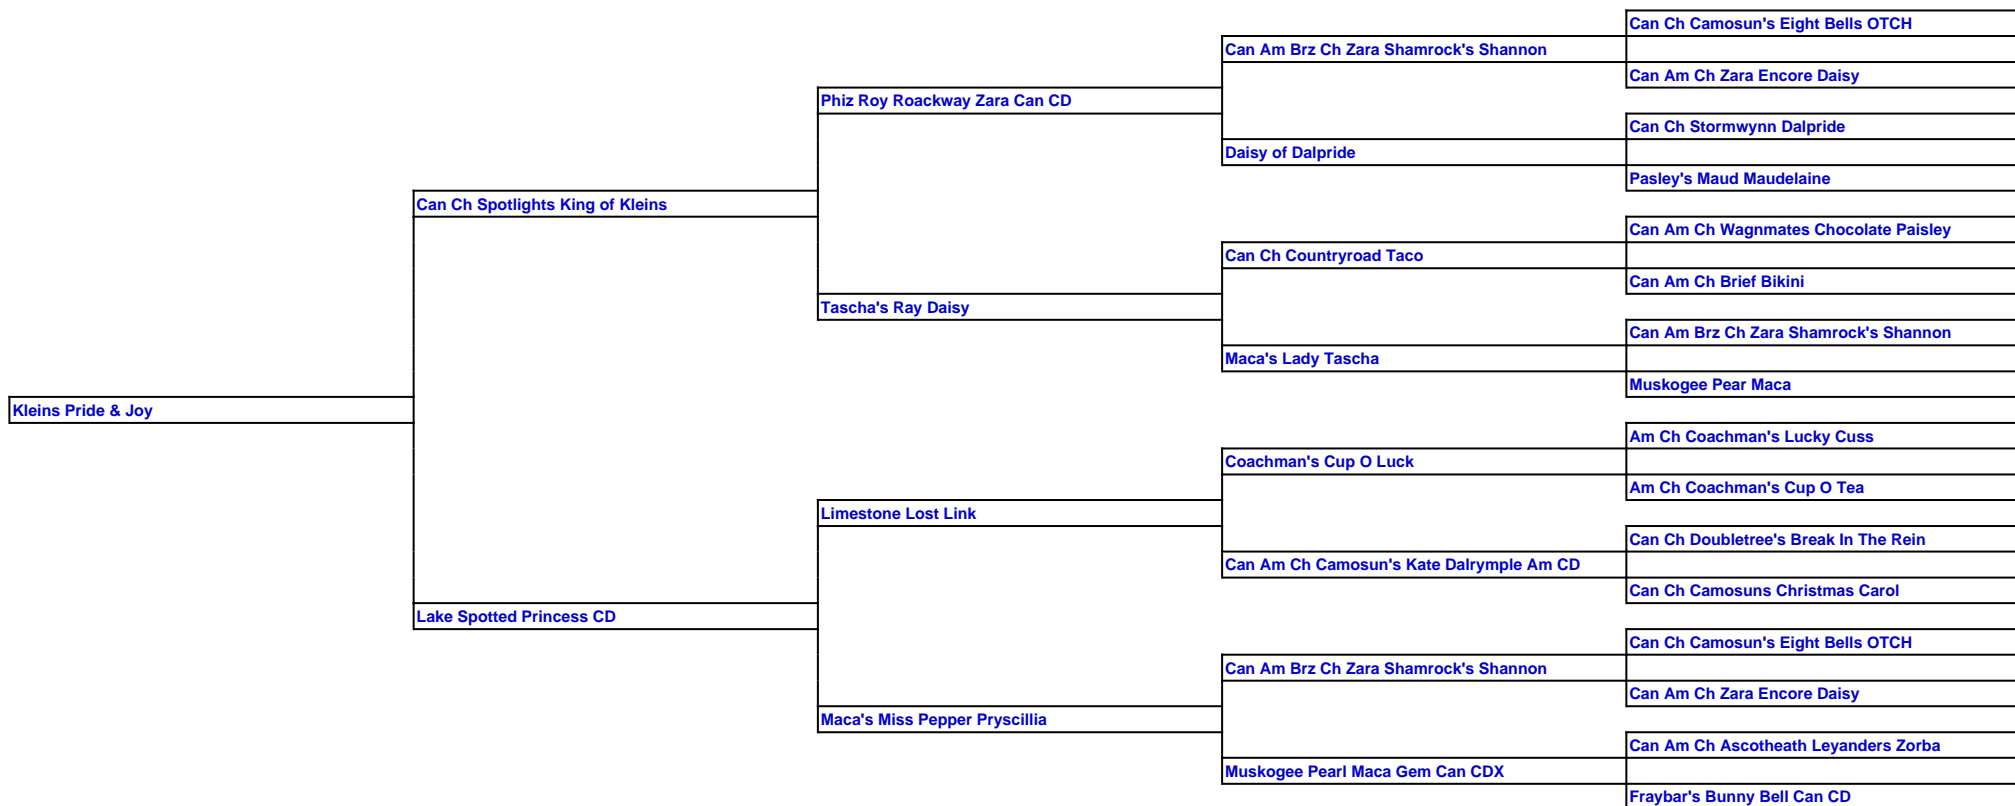 Can Ch Camosun's Eight Bells OTCH
Can Am Brz Ch Zara Shamrock's Shannon
Can Am Ch Zara Encore Daisy
Phiz Roy Roackway Zara Can CD
Can Ch Stormwynn Dalpride
Daisy of Dalpride
Pasley's Maud Maudelaine
Can Ch Spotlights King of Kleins
Can Am Ch Wagnmates Chocolate Paisley
Can Ch Countryroad Taco
Can Am Ch Brief Bikini
Tascha's Ray Daisy
Can Am Brz Ch Zara Shamrock's Shannon
Maca's Lady Tascha
Muskogee Pear Maca
Kleins Pride & Joy
Am Ch Coachman's Lucky Cuss
Coachman's Cup O Luck
Am Ch Coachman's Cup O Tea
Limestone Lost Link
Can Ch Doubletree's Break In The Rein
Can Am Ch Camosun's Kate Dalrymple Am CD
Can Ch Camosuns Christmas Carol
Lake Spotted Princess CD
Can Ch Camosun's Eight Bells OTCH
Can Am Brz Ch Zara Shamrock's Shannon
Can Am Ch Zara Encore Daisy
Maca's Miss Pepper Pryscillia
Can Am Ch Ascotheath Leyanders Zorba
Muskogee Pearl Maca Gem Can CDX
Fraybar's Bunny Bell Can CD